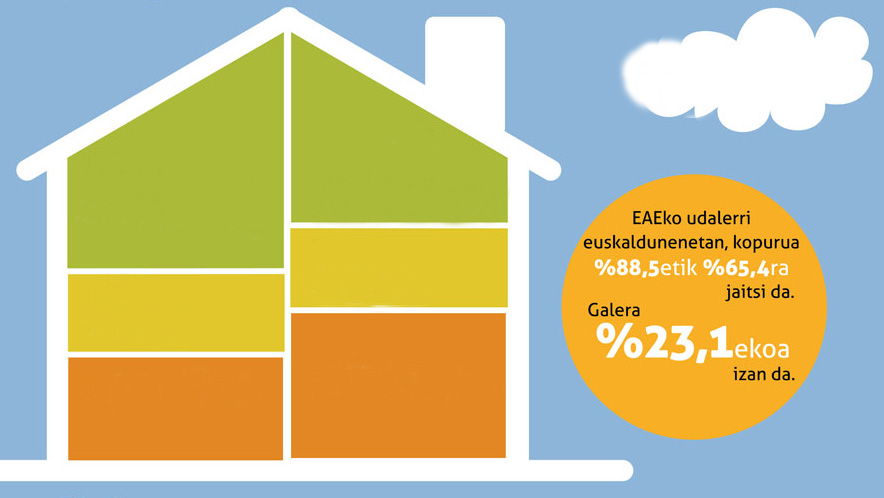 EAEko udalerri
euskaldunenetan, kopurua
%88,5etik %65,4ra
jaitsi da.
Galera
%23,1ekoa
izan da.